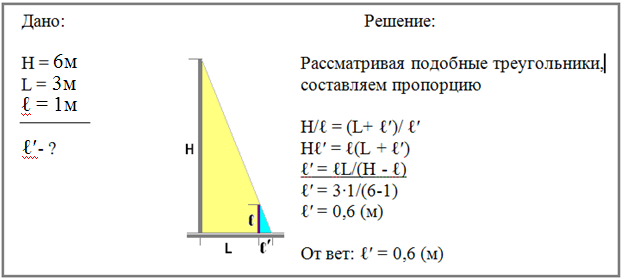 Дано:
H = 6м
L = 3м
ℓ = 1м
ℓ′- ?
H
ℓ
L
ℓ′
Решение:
Рассматривая подобные треугольники,
составляем пропорцию
H/ℓ = (L+ ℓ′)/ ℓ′
Hℓ′ = ℓ(L + ℓ′)
ℓ′ = ℓL/(H - ℓ)
ℓ′ = 3·1/(6-1)
ℓ′ = 0,6 (м)
От вет: ℓ′ = 0,6 (м)